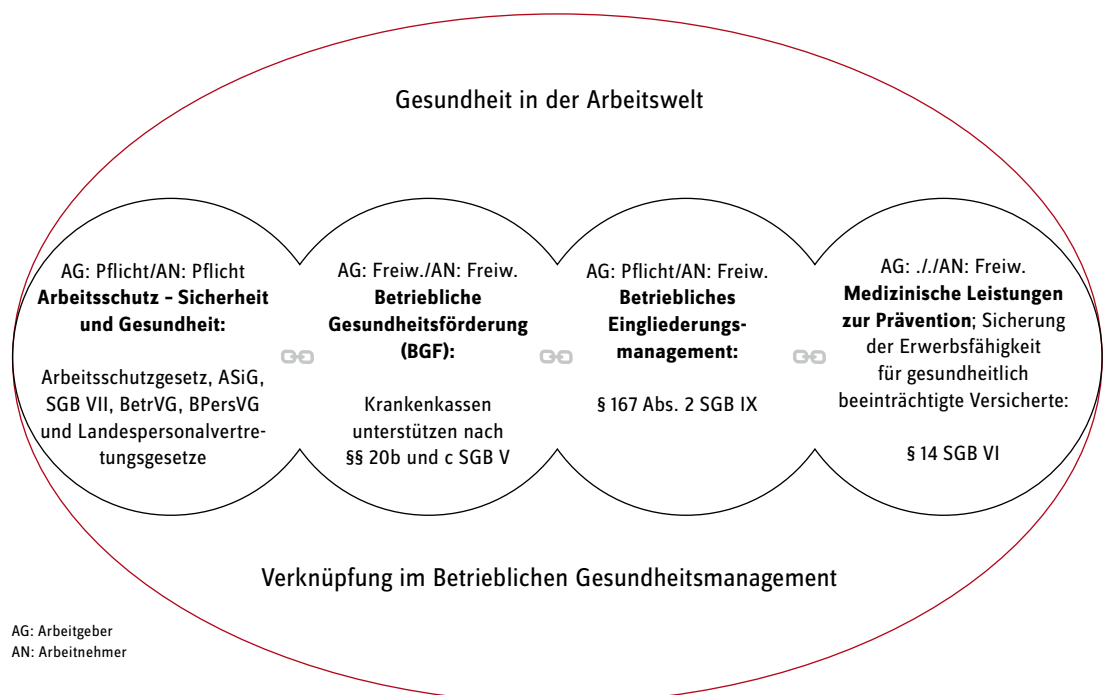 Gesundheit in der Arbeitswelt
AG: Pflicht/AN: Pflicht
Arbeitsschutz – Sicherheit
und Gesundheit:
Arbeitsschutzgesetz, ASiG,
SGB VII, BetrVG, BPersVG
und Landespersonalvertre-
tungsgesetze
AG: Freiw./AN: Freiw.
Betriebliche
Gesundheitsförderung
(BGF):
Krankenkassen
unterstützen nach
§§ 20b und c SGB V
AG: Pflicht/AN: Freiw.
Betriebliches
Eingliederungs-
management:
§ 167 Abs. 2 SGB IX
AG: ././AN: Freiw.
Medizinische Leistungen
zur Prävention; Sicherung
der Erwerbsfähigkeit
für gesundheitlich
beeinträchtigte Versicherte:
§ 14 SGB VI
Verknüpfung im Betrieblichen Gesundheitsmanagement
AG: Arbeitgeber
AN: Arbeitnehmer